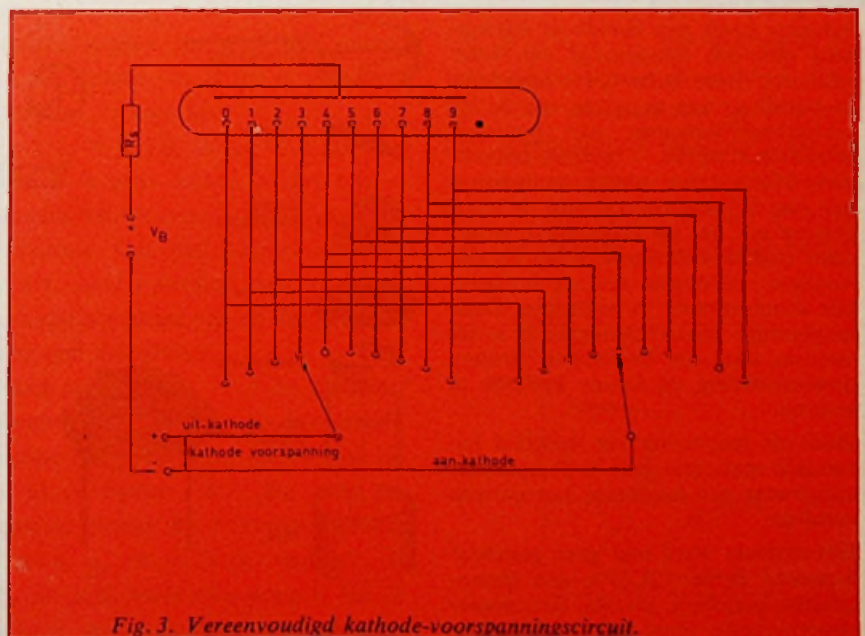 0 1 2 3 4 5 6 7 8 9
Rs
+
VB
-
uit-kathode
+
kathode voorspanning
aan-kathode
-
Fig. 3. Vereenvoudigd kathode-voorspanningscircuit.